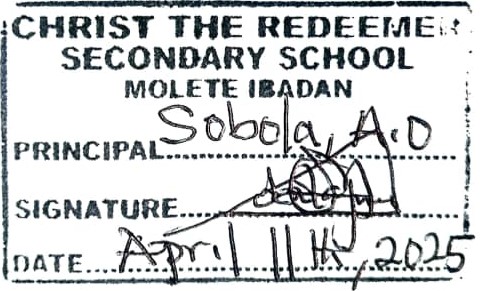 CHRIST THE REDEEMER
SECONDARY SCHOOL
MOLETE IBADAN
PRINCIPAL Sobola, A.O
SIGNATURE
DATE April 11th, 2025